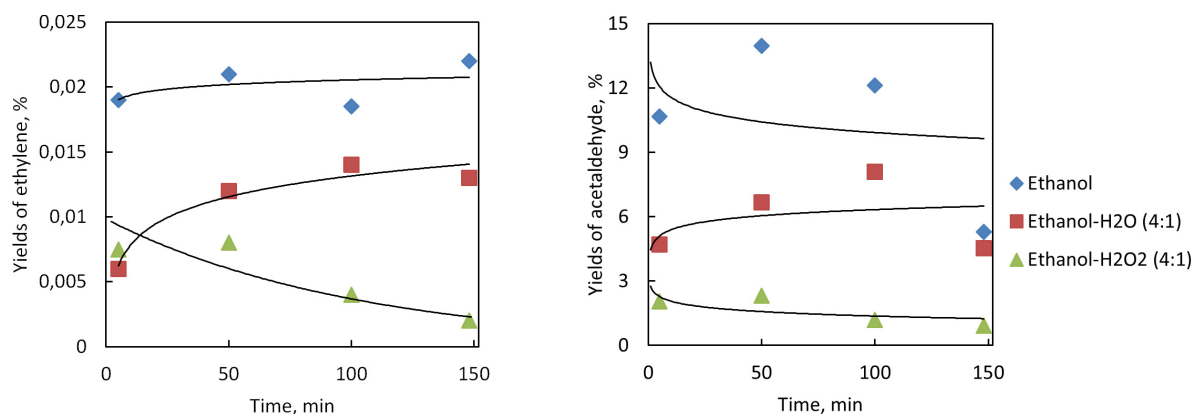 Yields of ethylene, %
0,025
0,02
0,015
0,01
0,005
0
0
50
100
150
Time, min
Yields of acetaldehyde, %
15
12
9
6
3
0
0
50
100
150
Time, min
Ethanol
Ethanol-H2O (4:1)
Ethanol-H2O2 (4:1)